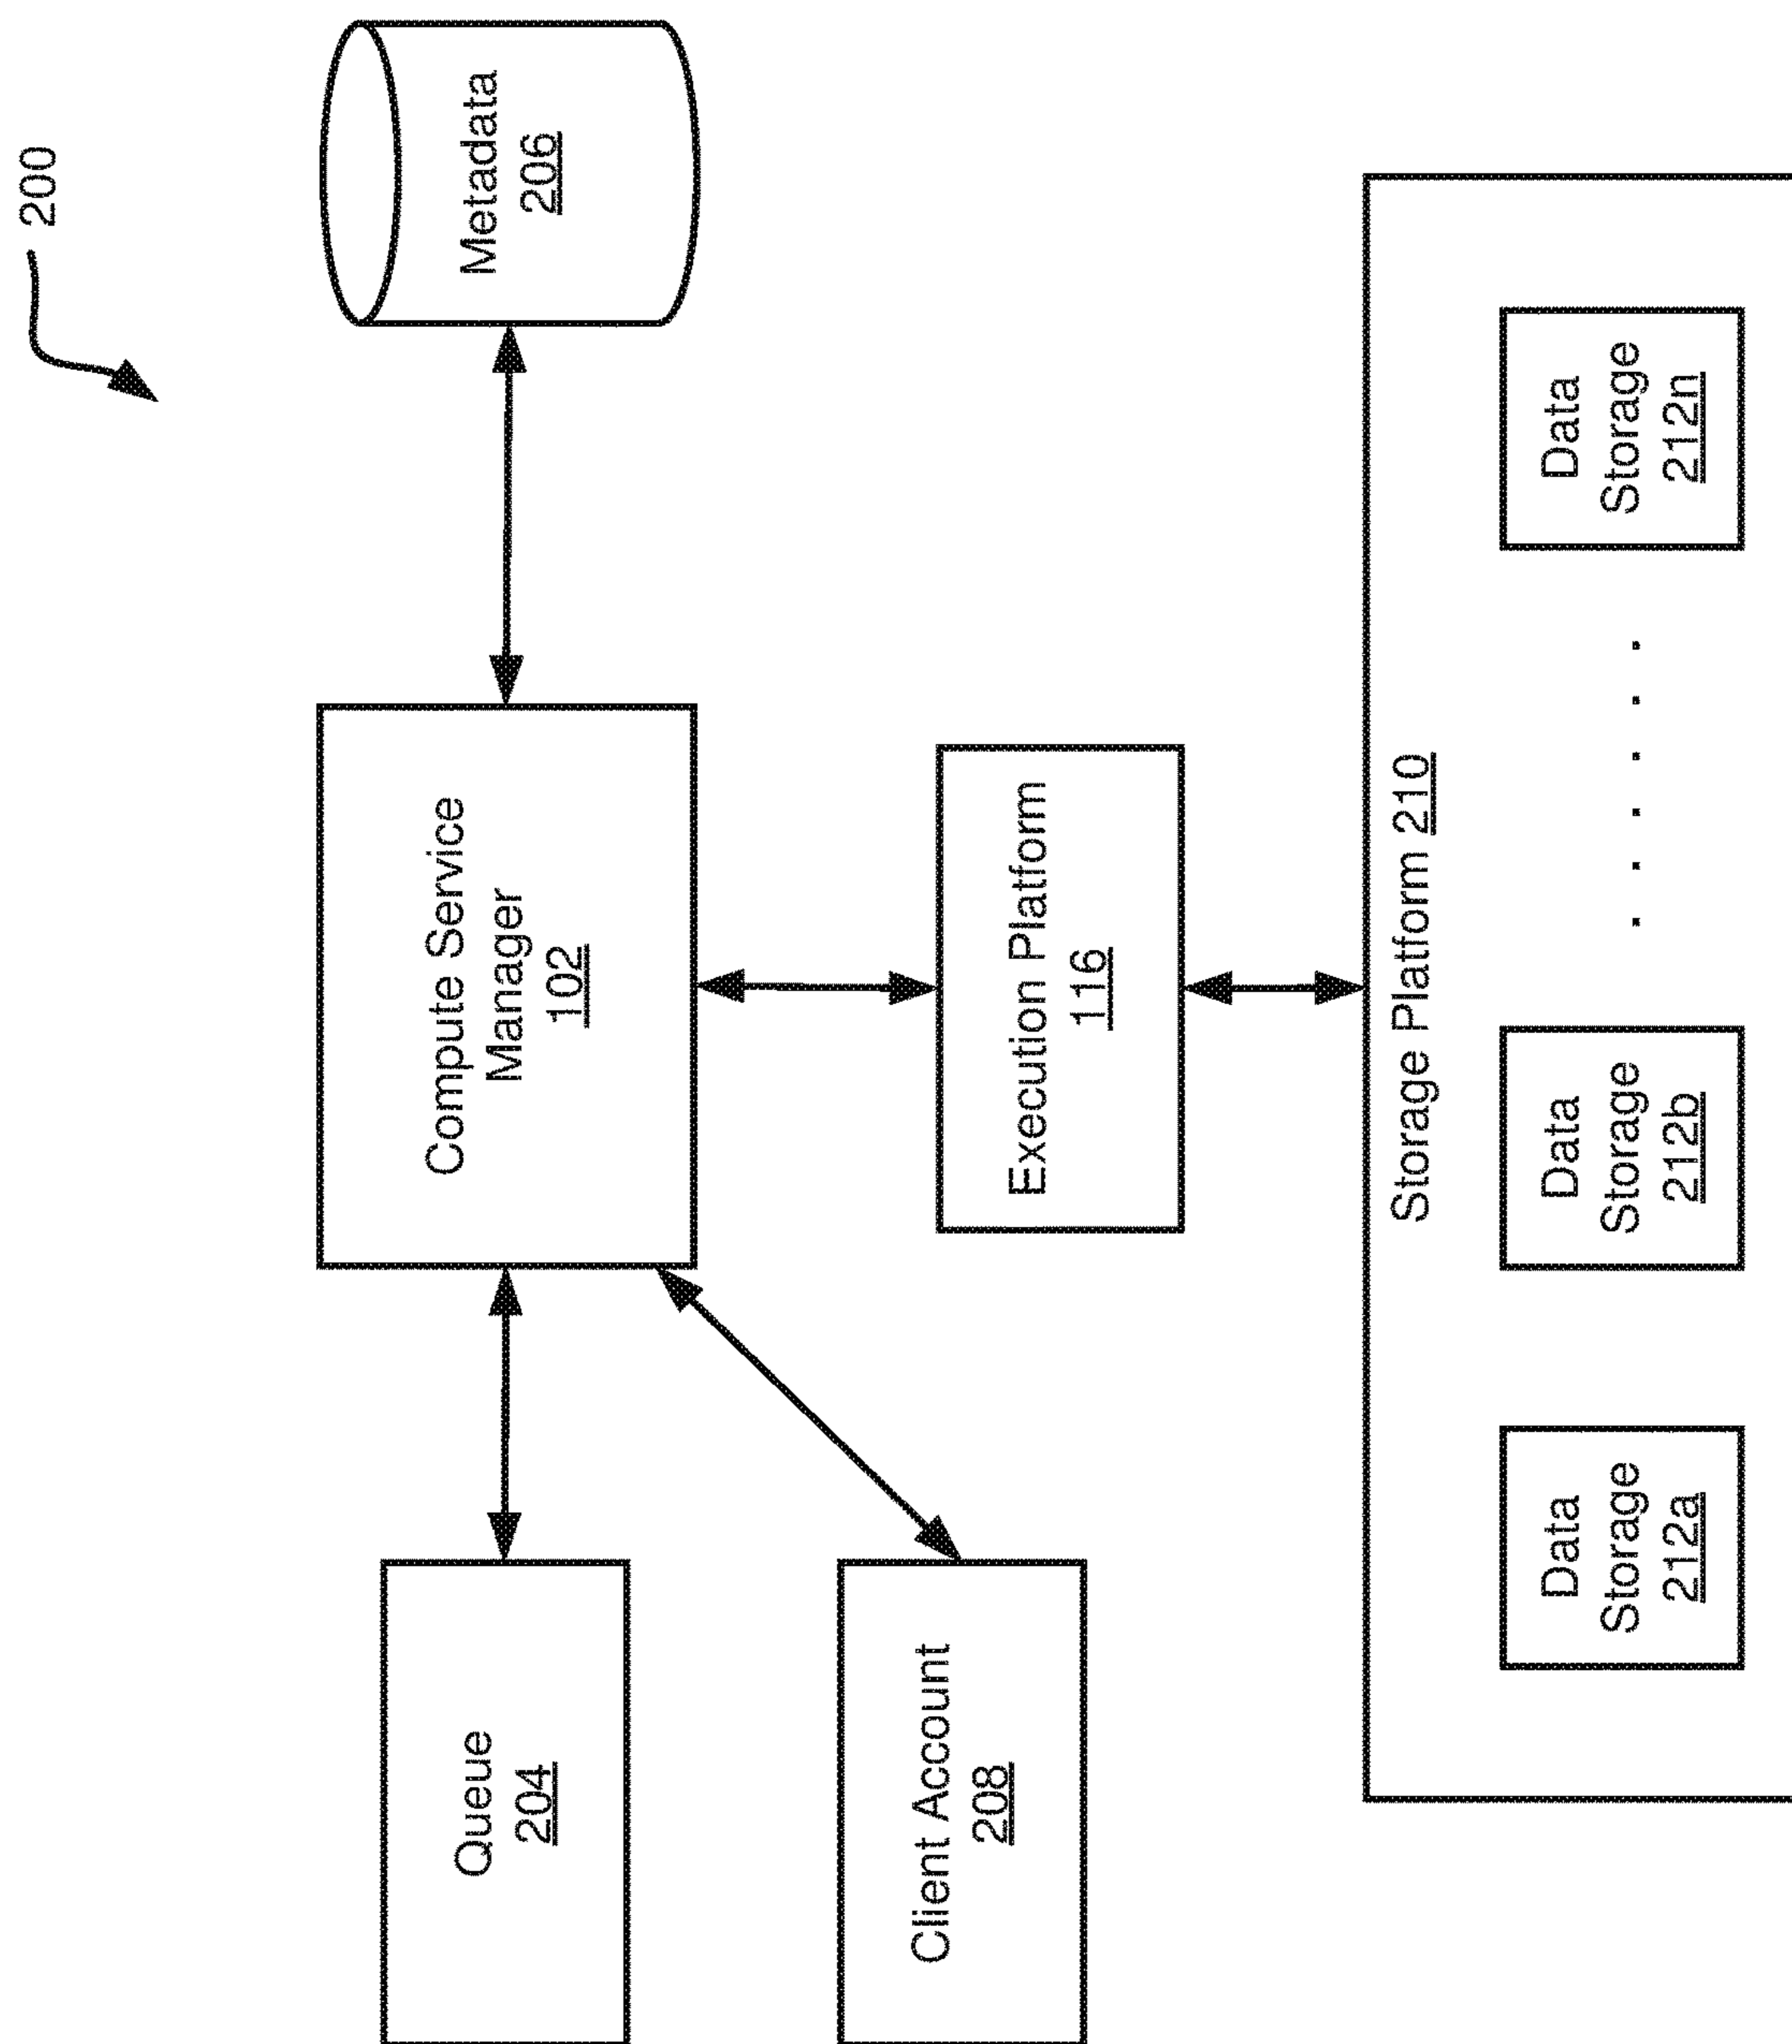 200
Queue
204
Compute Service
Manager
102
Metadata
206
Client Account
208
Execution Platform
116
Storage Platform 210
Data
Storage
212a
Data
Storage
212b
Data
Storage
212n